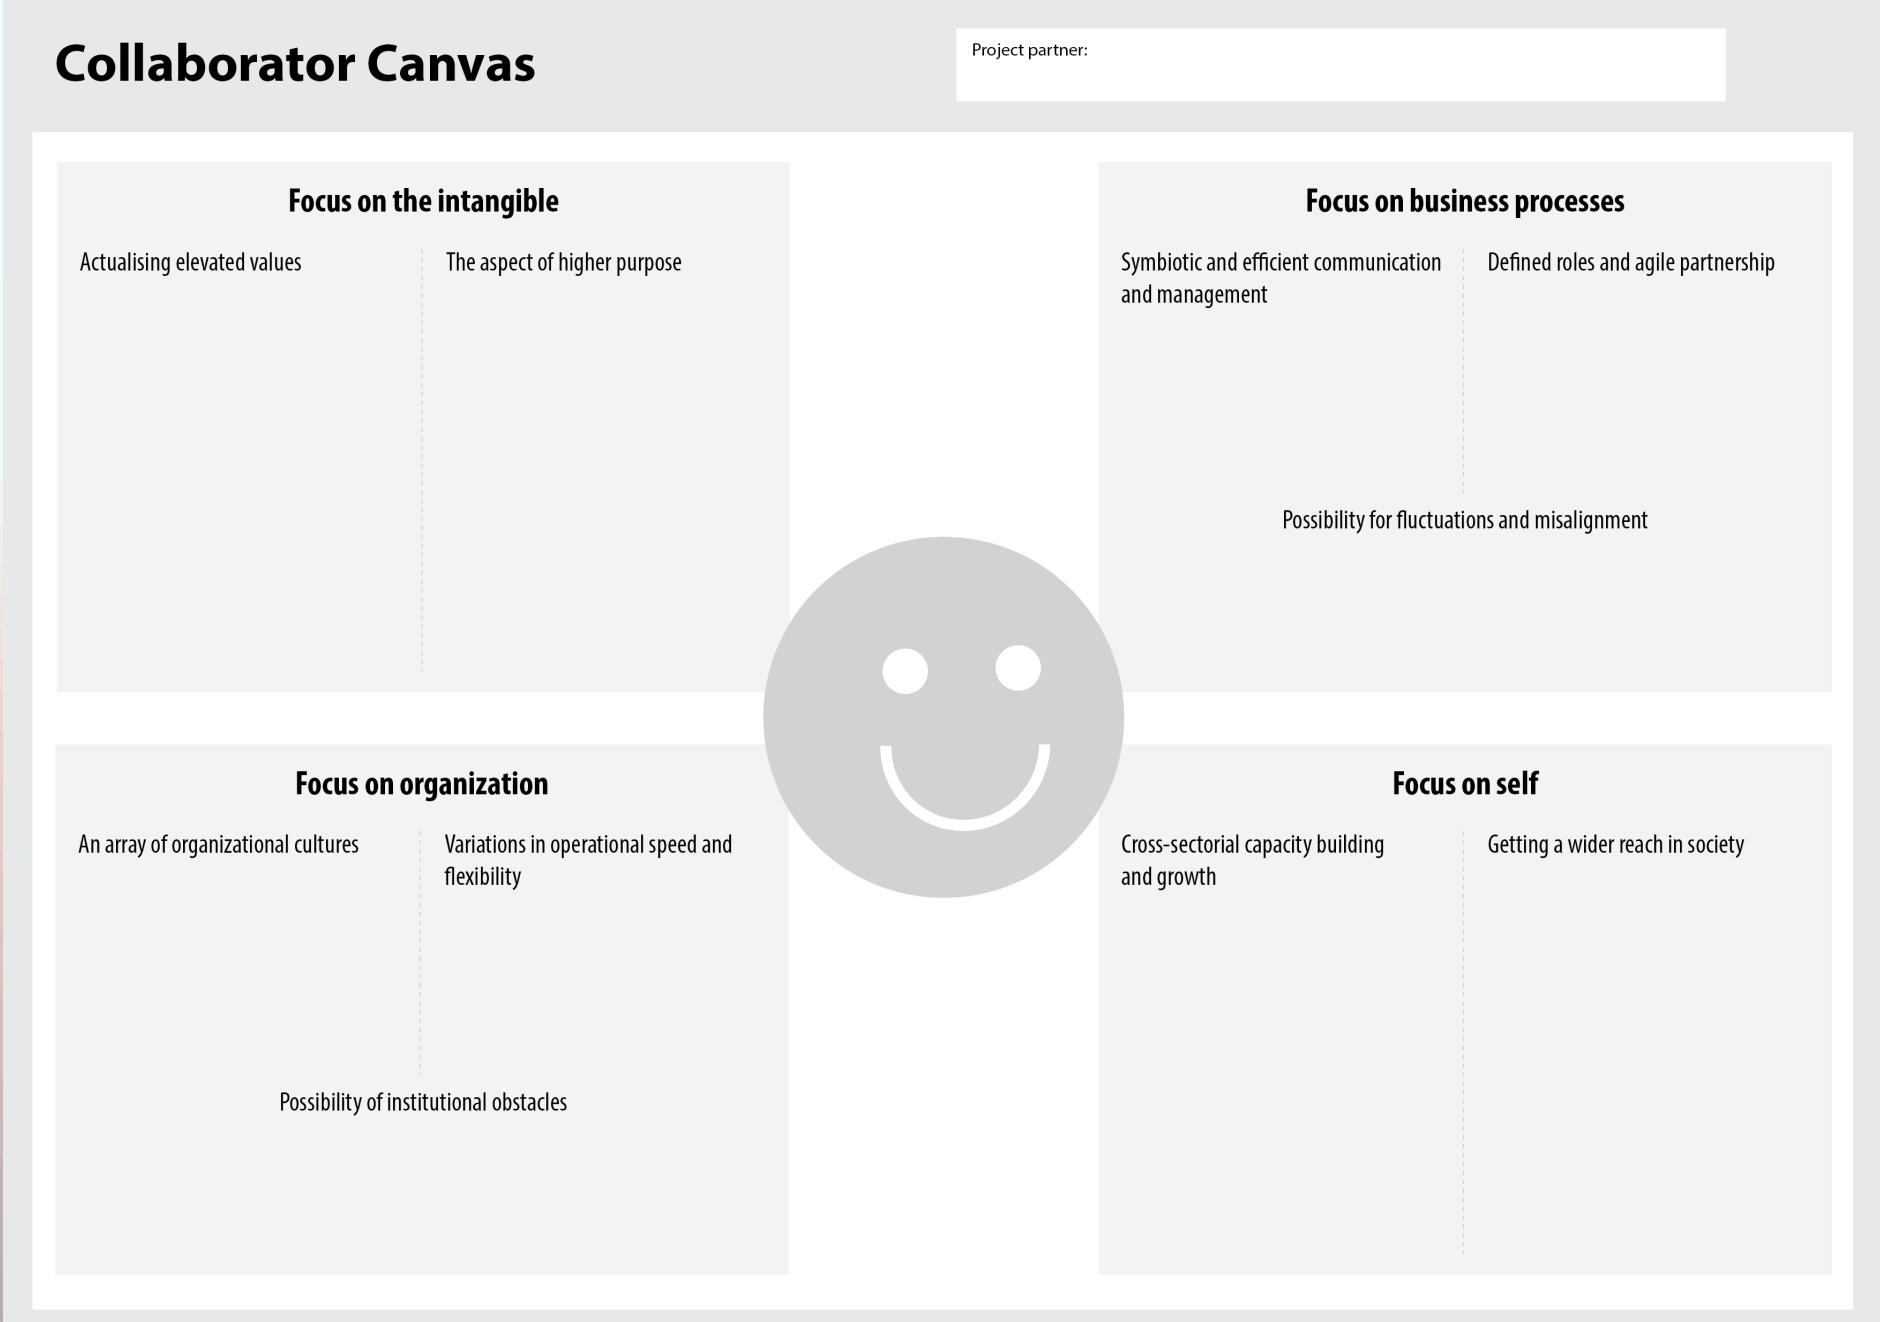 Collaborator Canvas
Project partner:
Focus on the intangible
Actualising elevated values
The aspect of higher purpose
Focus on business processes
Symbiotic and efficient communication
and management
Defined roles and agile partnership
Possibility for fluctuations and misalignment
Focus on organization
An array of organizational cultures
Variations in operational speed and
flexibility
Possibility of institutional obstacles
Focus on self
Cross-sectorial capacity building
and growth
Getting a wider reach in society